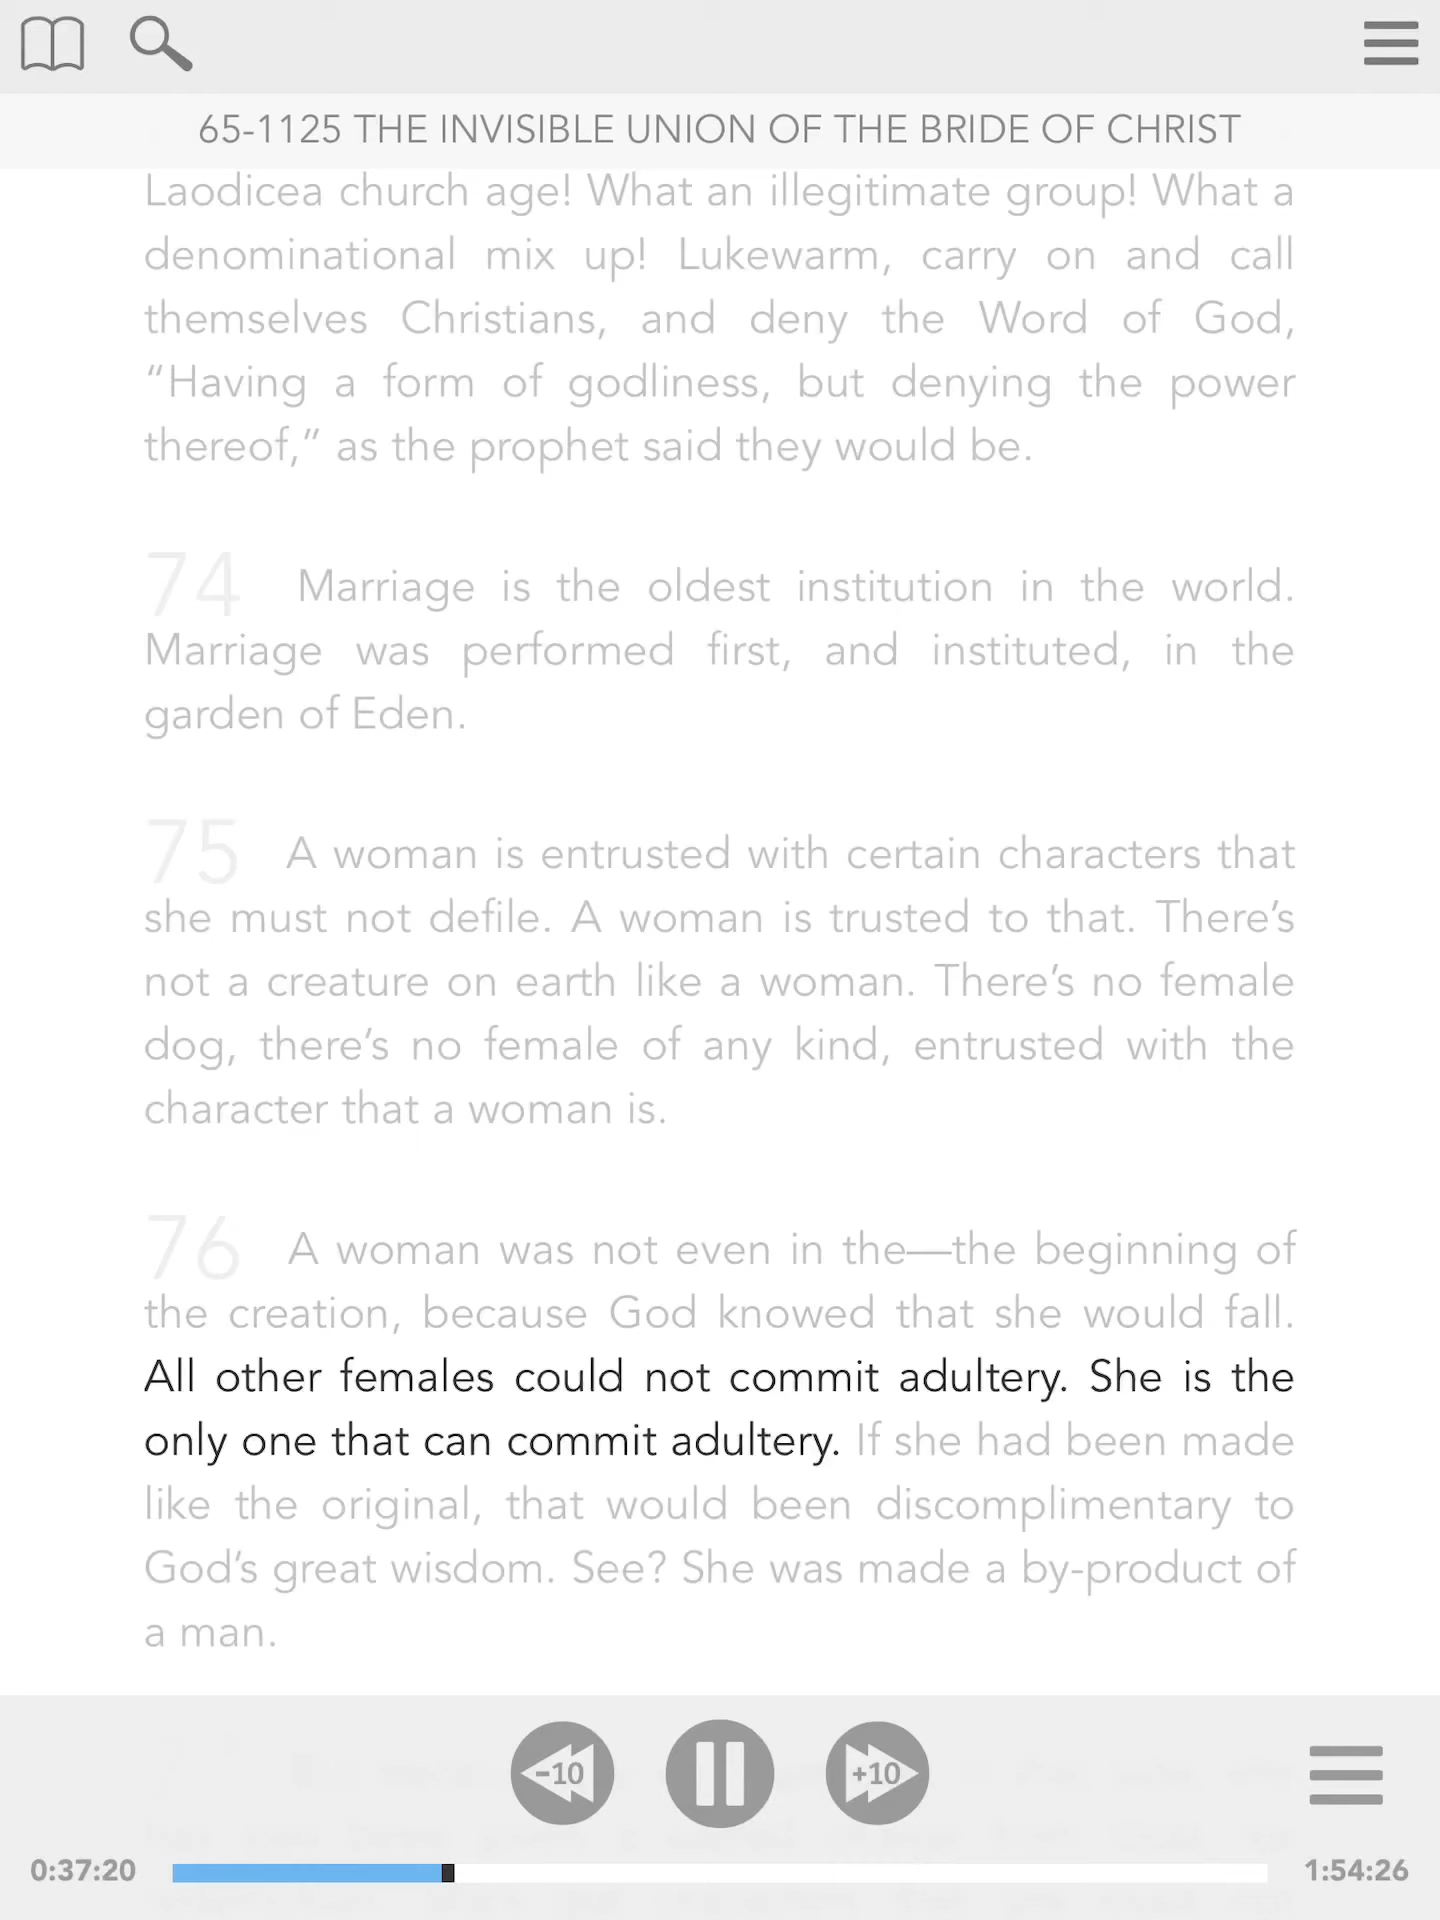 65-1125 THE INVISIBLE UNION OF THE BRIDE OF CHRIST
Laodicea church age! What an illegitimate group! What a
denominational mix up! Lukewarm, carry on and call
themselves Christians, and deny the Word of God,
“Having a form of godliness, but denying the power
thereof,” as the prophet said they would be.
74 Marriage is the oldest institution in the world.
Marriage was performed first, and instituted, in the
garden of Eden.
75 A woman is entrusted with certain characters that
she must not defile. A woman is trusted to that. There’s
not a creature on earth like a woman. There’s no female
dog, there’s no female of any kind, entrusted with the
character that a woman is.
76 A woman was not even in the—the beginning of
the creation, because God knowed that she would fall.
All other females could not commit adultery. She is the
only one that can commit adultery. If she had been made
like the original, that would been discomplimentary to
God’s great wisdom. See? She was made a by-product of
a man.
-10 +10
0:37:20 1:54:26